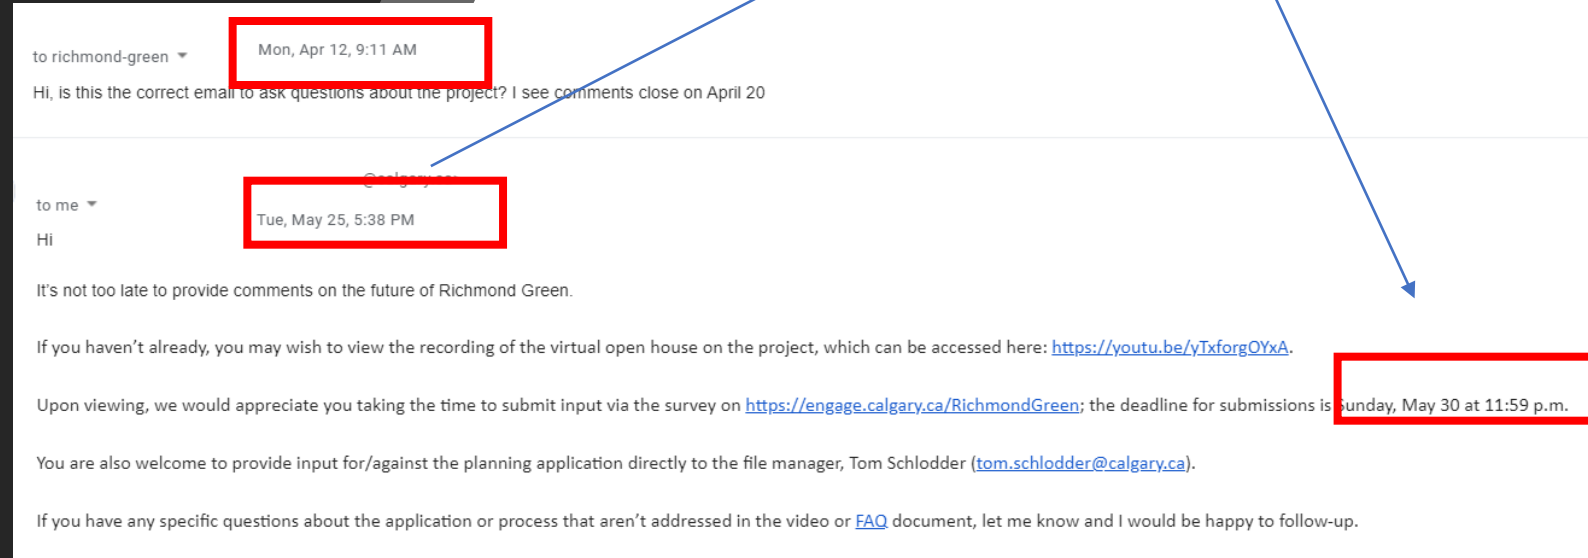 Mon, Apr 12, 9:11 AM
to richmond-green
Hi, is this the correct email to ask questions about the project? I see comments close on April 20
to me
Tue, May 25, 5:38 PM
Hi
It's not too late to provide comments on the future of Richmond Green.
If you haven't already, you may wish to view the recording of the virtual open house on the project, which can be accessed here: https://youtu.be/yTxforgOYxA.
Upon viewing, we would appreciate you taking the time to submit input via the survey on https://engage.calgary.ca/RichmondGreen; the deadline for submissions is Sunday, May 30 at 11:59 p.m.
You are also welcome to provide input for/against the planning application directly to the file manager, Tom Schlodder (tom.schlodder@calgary.ca).
If you have any specific questions about the application or process that aren't addressed in the video or FAQ document, let me know and I would be happy to follow-up.